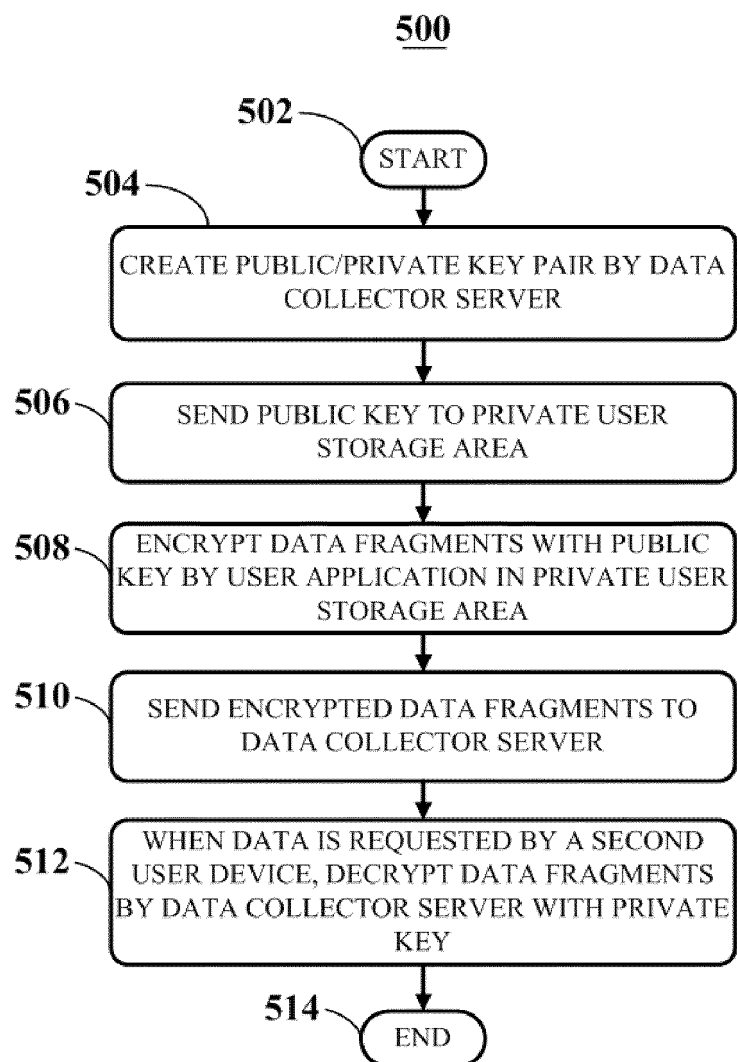 500
502
START
504
CREATE PUBLIC/PRIVATE KEY PAIR BY DATA
COLLECTOR SERVER
506
SEND PUBLIC KEY TO PRIVATE USER
STORAGE AREA
508
ENCRYPT DATA FRAGMENTS WITH PUBLIC
KEY BY USER APPLICATION IN PRIVATE USER
STORAGE AREA
510
SEND ENCRYPTED DATA FRAGMENTS TO
DATA COLLECTOR SERVER
512
WHEN DATA IS REQUESTED BY A SECOND
USER DEVICE, DECRYPT DATA FRAGMENTS
BY DATA COLLECTOR SERVER WITH PRIVATE
KEY
514
END